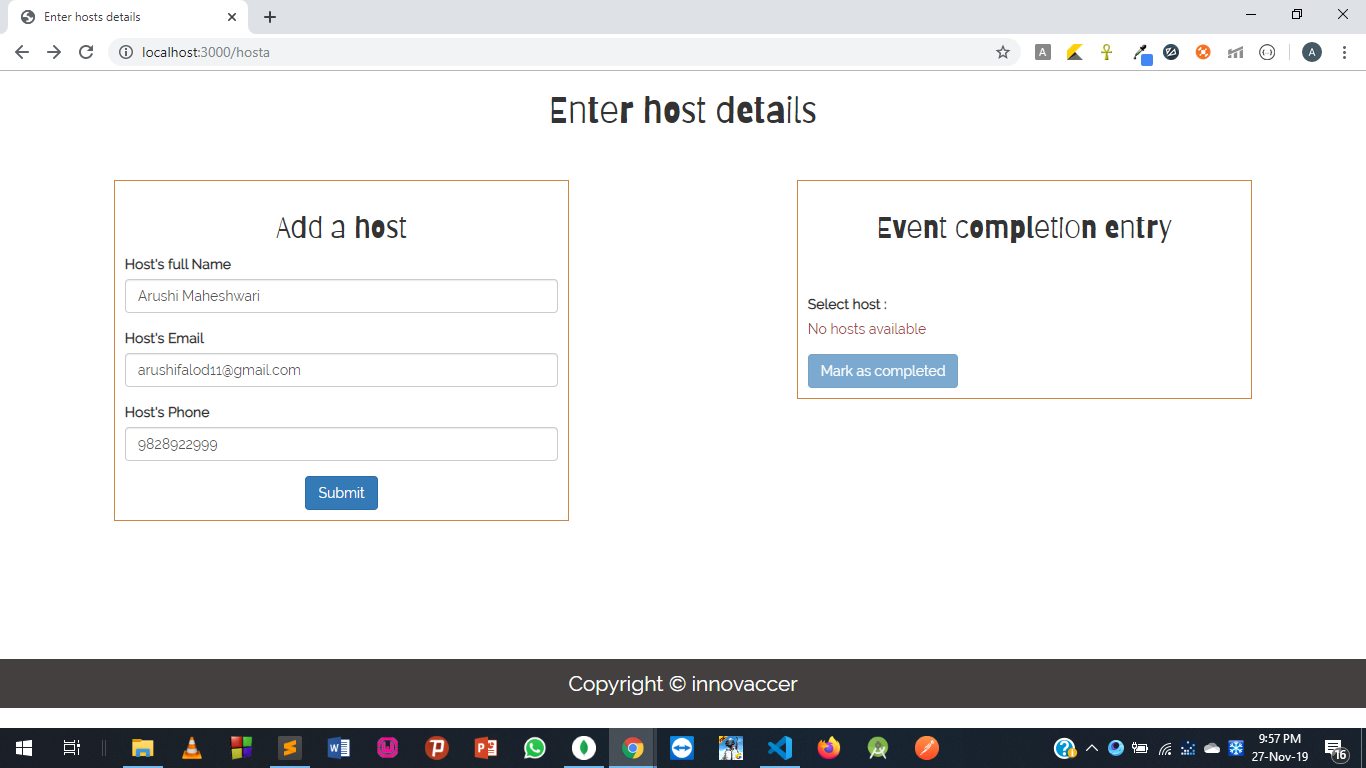 Enter hosts details
localhost:3000/hosta
A
A
Enter host details
Add a host
Host's full Name
Arushi Maheshwari
Host's Email
arushifalod11@gmail.com
Host's Phone
9828922999
Submit
Event completion entry
Select host :
No hosts available
Mark as completed
Copyright © innovaccer
9:57 PM
27-Nov-19
16